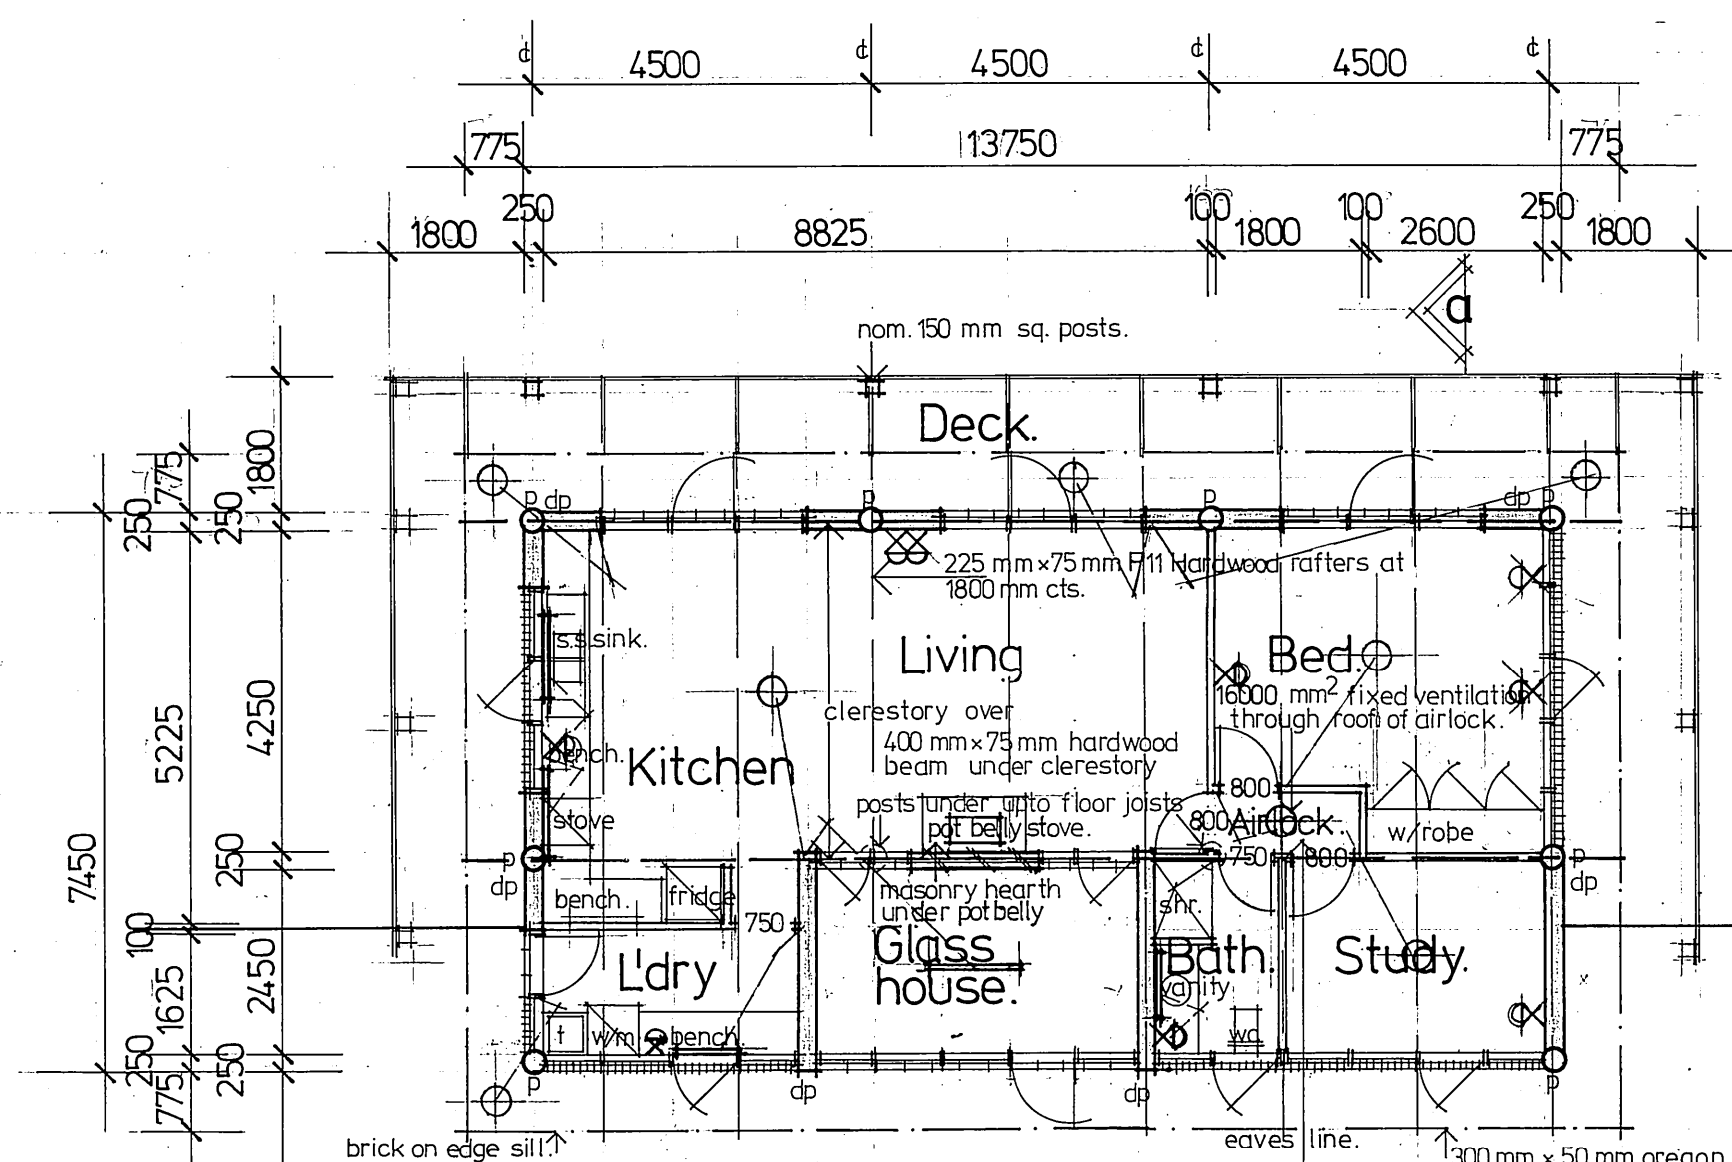 ₵ 4500 ₵ 4500 ₵ 4500 ₵
775 13750 775
250 100 100 250
1800 8825 1800 2600 1800
a
nom. 150 mm sq. posts.
Deck.
775
1800
250
250
p dp p p dp p
225 mm x 75 mm F11 Hardwood rafters at
1800 mm cts.
s.s.sink.
Living
Bed.
16000 mm² fixed ventilation
through roof of airlock.
clerestory over
5225
4250
400 mm x 75 mm hardwood
beam under clerestory
bench.
Kitchen
800
posts under upto floor joists
stove
pot belly stove.
800 Airlock.
w/robe
7450
250
p
dp
750 800
p
dp
bench.
fridge
masonry hearth
under potbelly
shr.
100
750
Glass
house.
L'dry
Bath.
Study.
vanity
1625
2450
t w/m bench.
wc
250
250
775
p dp dp p
brick on edge sill.
eaves line.
300 mm x 50 mm oregon